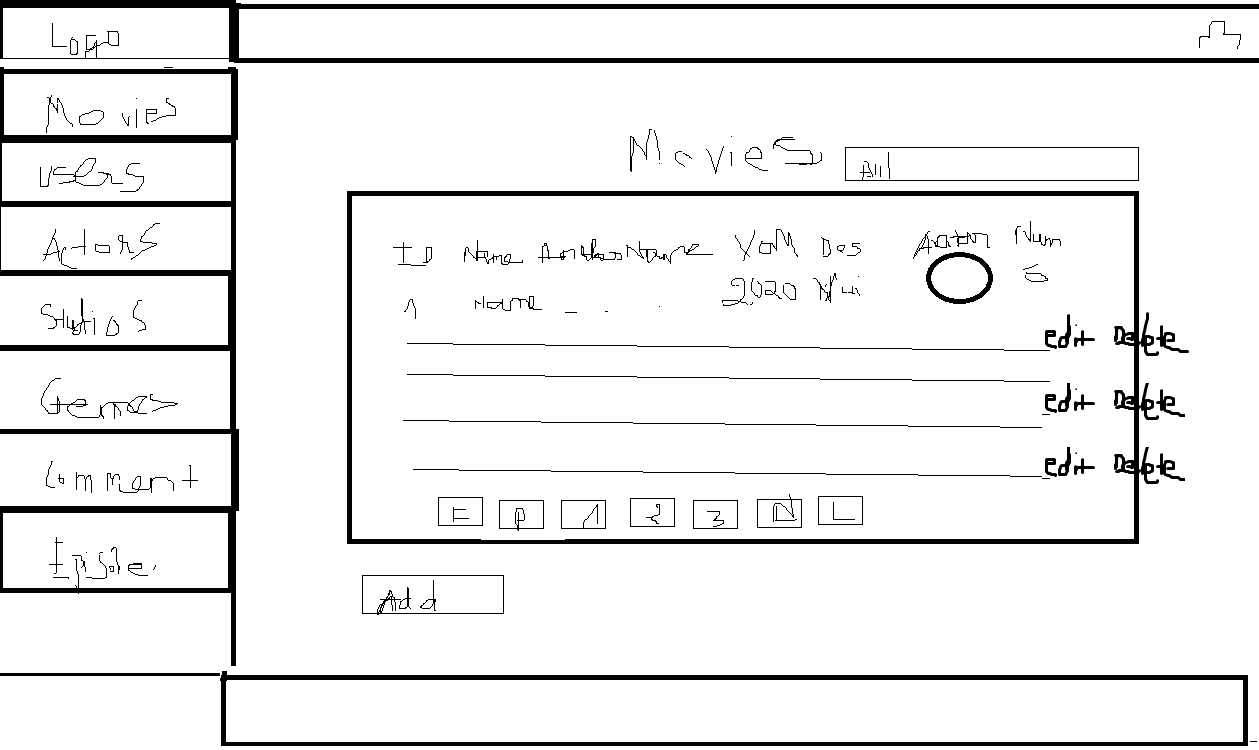 Logo
Movies
users
Actors
Studios
Genres
Comment
Episode.
Movies
All
ID Name AnotherName YoM Des Avatar Num
1 Name - . . 2020 6
edit Delete
edit Delete
edit Delete
F P 1 2 3 N L
Add